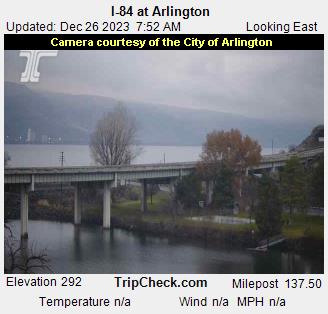 I-84 at Arlington
Updated: Dec 26 2023 7:52 AM Looking East
Camera courtesy of the City of Arlington
Elevation 292 TripCheck.com Milepost 137.50
Temperature n/a Wind n/a MPH n/a